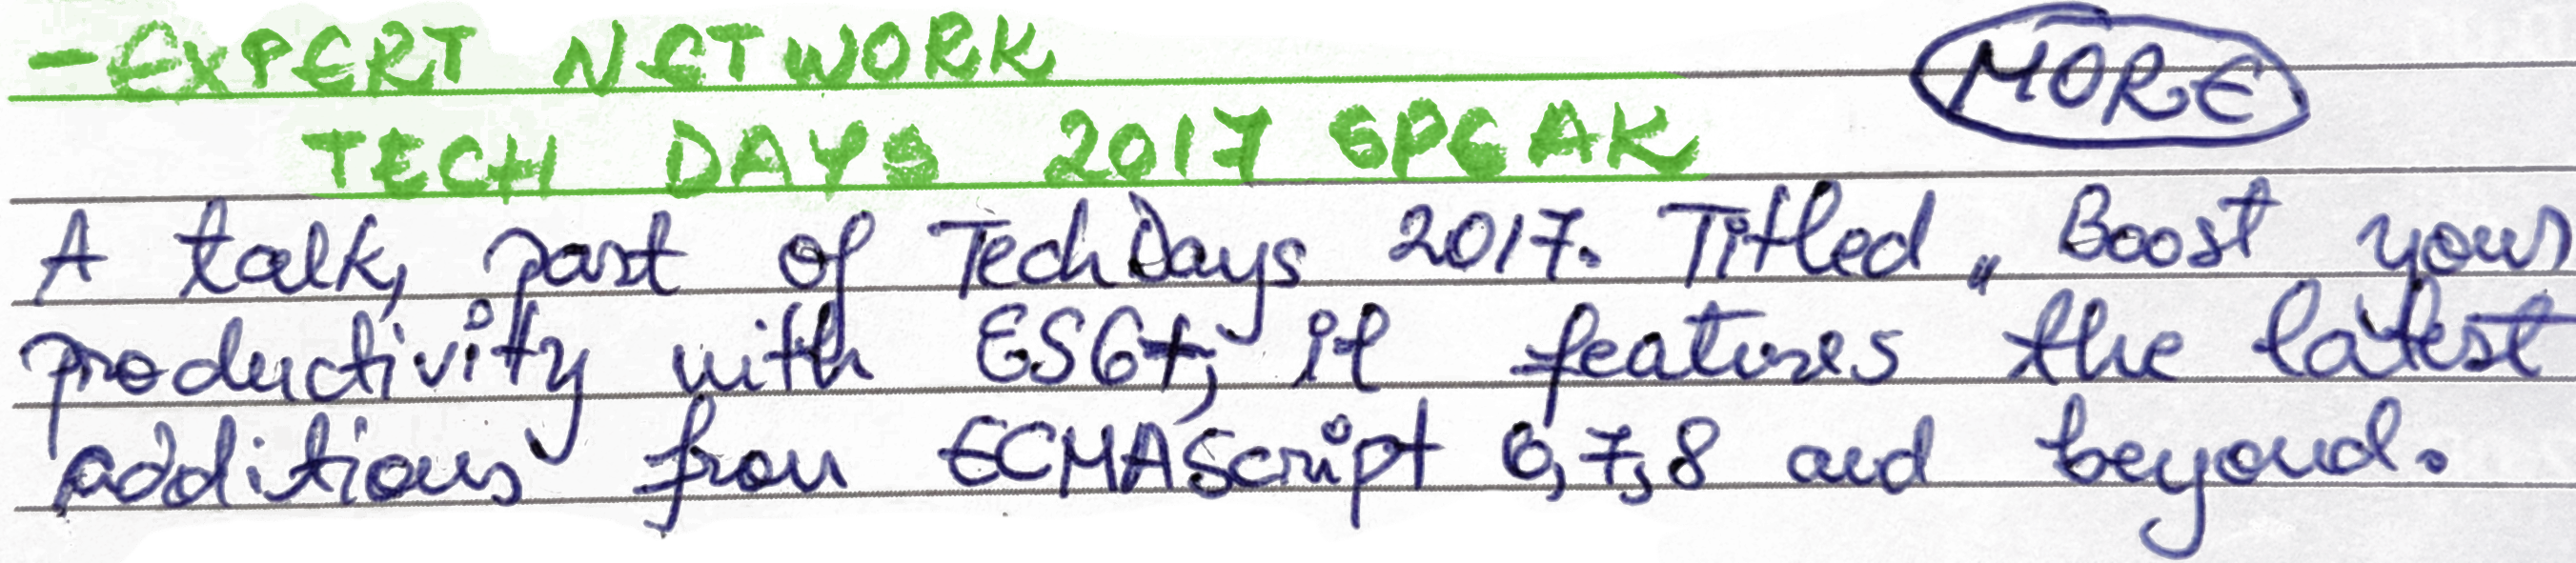 - EXPERT NETWORK
MORE
TECH DAYS 2017 SPEAK
A talk, part of TechDays 2017. Titled „Boost your
productivity with ES6+", it features the latest
additions from ECMAScript 6,7,8 and beyond.